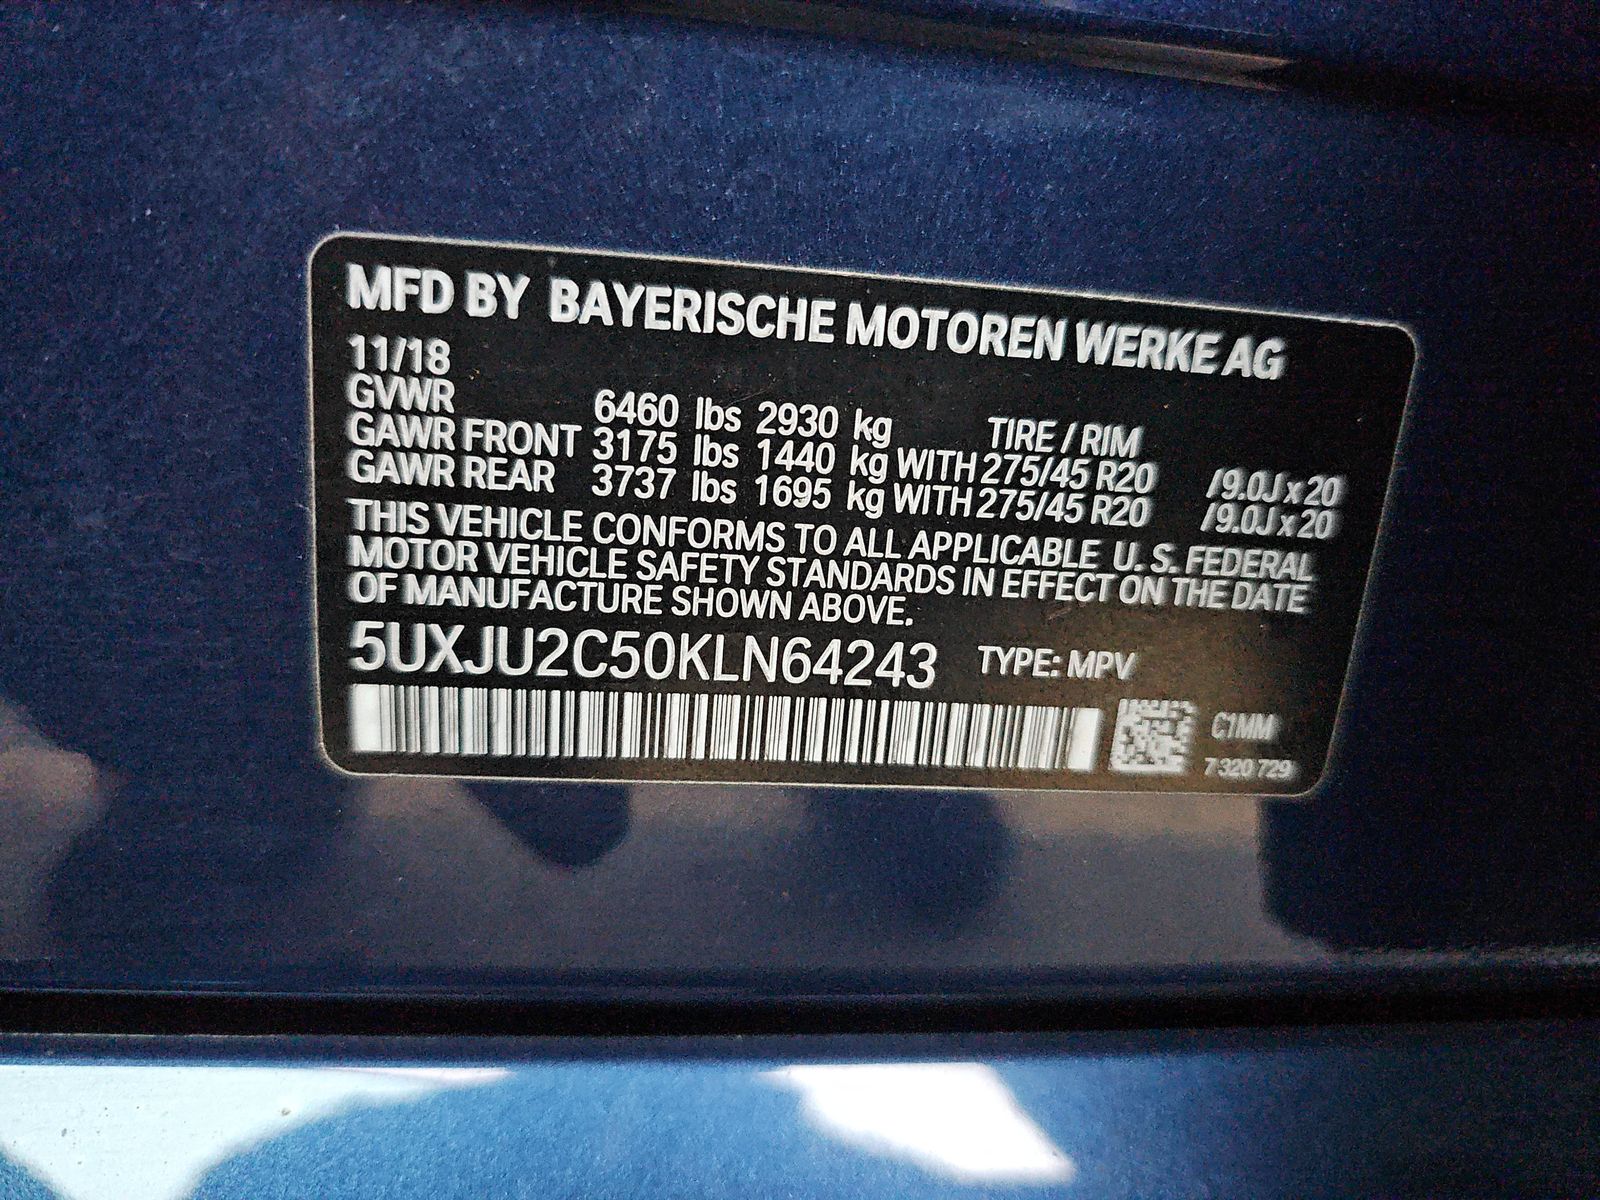 MFD BY BAYERISCHE MOTOREN WERKE AG
11/18
GVWR 6460 lbs 2930 kg TIRE / RIM
GAWR FRONT 3175 lbs 1440 kg WITH 275/45 R20 /9.0J x 20
GAWR REAR 3737 lbs 1695 kg WITH 275/45 R20 /9.0J x 20
THIS VEHICLE CONFORMS TO ALL APPLICABLE U. S. FEDERAL
MOTOR VEHICLE SAFETY STANDARDS IN EFFECT ON THE DATE
OF MANUFACTURE SHOWN ABOVE.
5UXJU2C50KLN64243 TYPE: MPV
C1MM
7 320 729